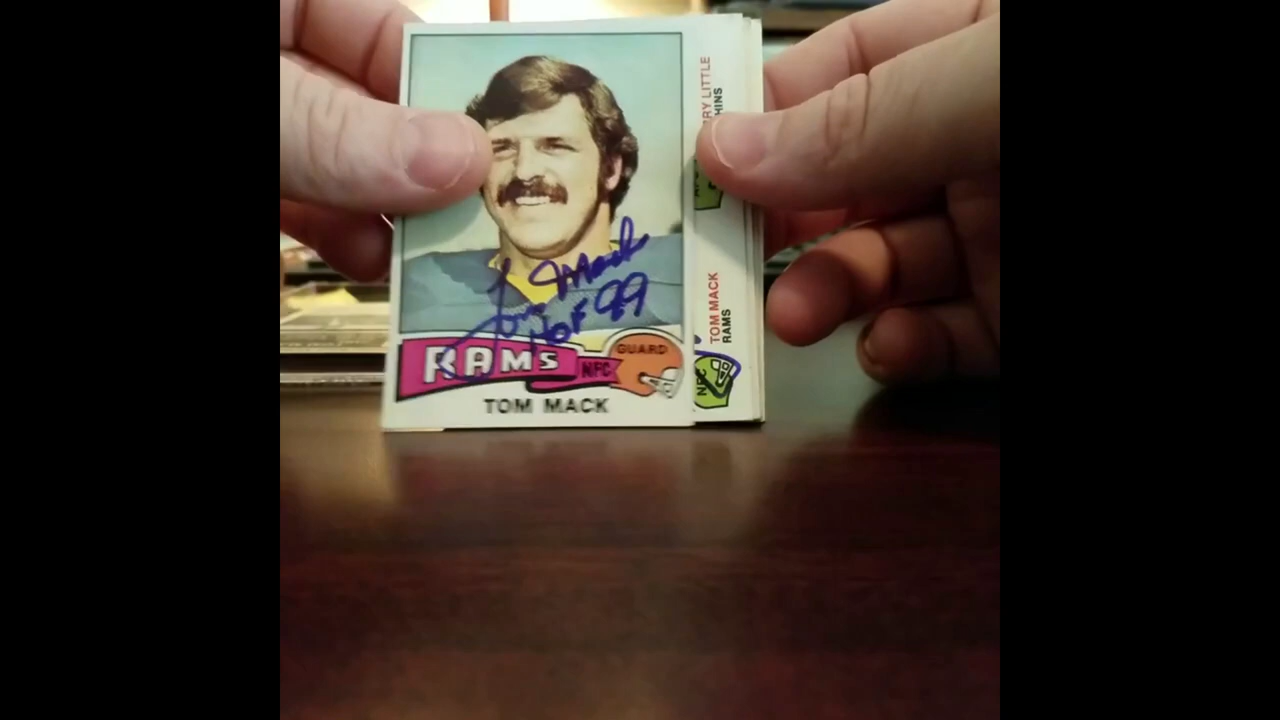 Tom Mack
HOF 99
RAMS
NFC
GUARD
TOM MACK
RY LITTLE
HINS
TOM MACK
RAMS
NFC